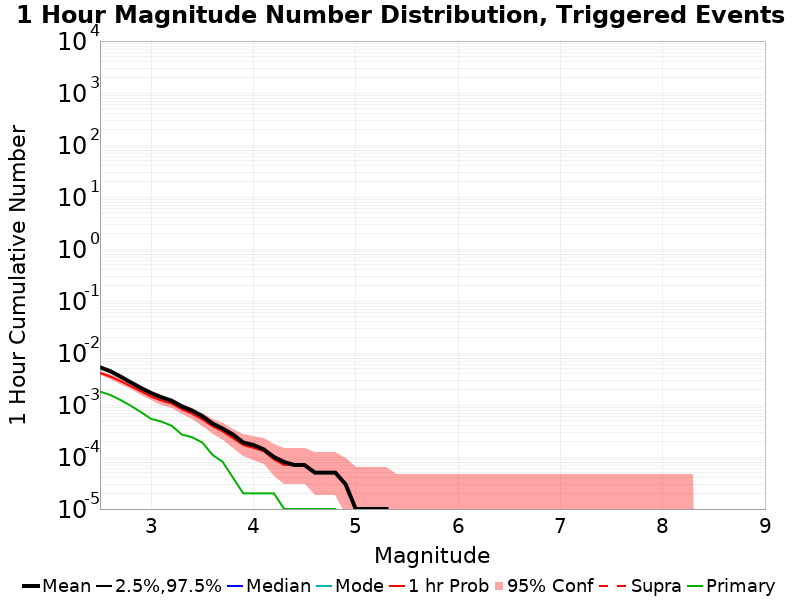 1 Hour Magnitude Number Distribution, Triggered Events
1 Hour Cumulative Number
10^4
10^3
10^2
10^1
10^0
10^-1
10^-2
10^-3
10^-4
10^-5
3 4 5 6 7 8 9
Magnitude
Mean 2.5%,97.5% Median Mode 1 hr Prob 95% Conf Supra Primary